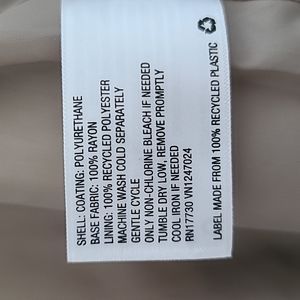 SHELL: COATING: POLYURETHANE
BASE FABRIC: 100% RAYON
LINING: 100% RECYCLED POLYESTER
MACHINE WASH COLD SEPARATELY
GENTLE CYCLE
ONLY NON-CHLORINE BLEACH IF NEEDED
TUMBLE DRY LOW, REMOVE PROMPTLY
COOL IRON IF NEEDED
RN17730 VN1247024
LABEL MADE FROM 100% RECYCLED PLASTIC